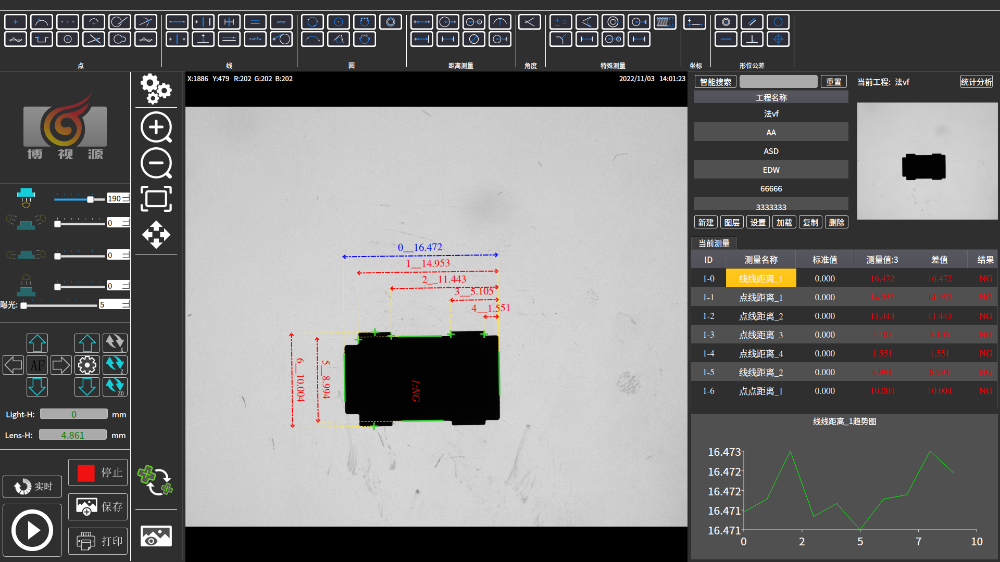 点
线
圆
距离测量
角度
特殊测量
坐标
形位公差
X:1886 Y:479 R:202 G:202 B:202
2022/11/03 14:01:23
博 视 源
190
0
0
0
曝光:
5
AF
X
Z
Z0
Light-H:
0
mm
Lens-H:
4.861
mm
停止
实时
保存
打印
0__16.472
1__14.953
2__11.443
3__5.105
4__1.551
5__8.994
6__10.004
1:NG
智能搜索
重置
当前工程: 法vf
统计分析
工程名称
法vf
AA
ASD
EDW
66666
3333333
新建
图层
设置
加载
复制
删除
当前测量
ID 测量名称 标准值 测量值:3 差值 结果
1-0 线线距离_1 0.000 16.472 16.472 NG
1-1 点线距离_1 0.000 14.953 14.953 NG
1-2 点线距离_2 0.000 11.443 11.443 NG
1-3 点线距离_3 0.000 5.105 5.105 NG
1-4 点线距离_4 0.000 1.551 1.551 NG
1-5 线线距离_2 0.000 8.994 8.994 NG
1-6 点点距离_1 0.000 10.004 10.004 NG
线线距离_1趋势图
16.473
16.472
16.472
16.471
16.471
0 2 5 7 10